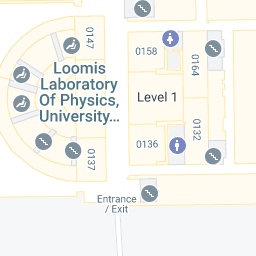 0147
0158
0164
Loomis
Laboratory
Of Physics,
University...
Level 1
0136
0132
0137
Entrance
/ Exit